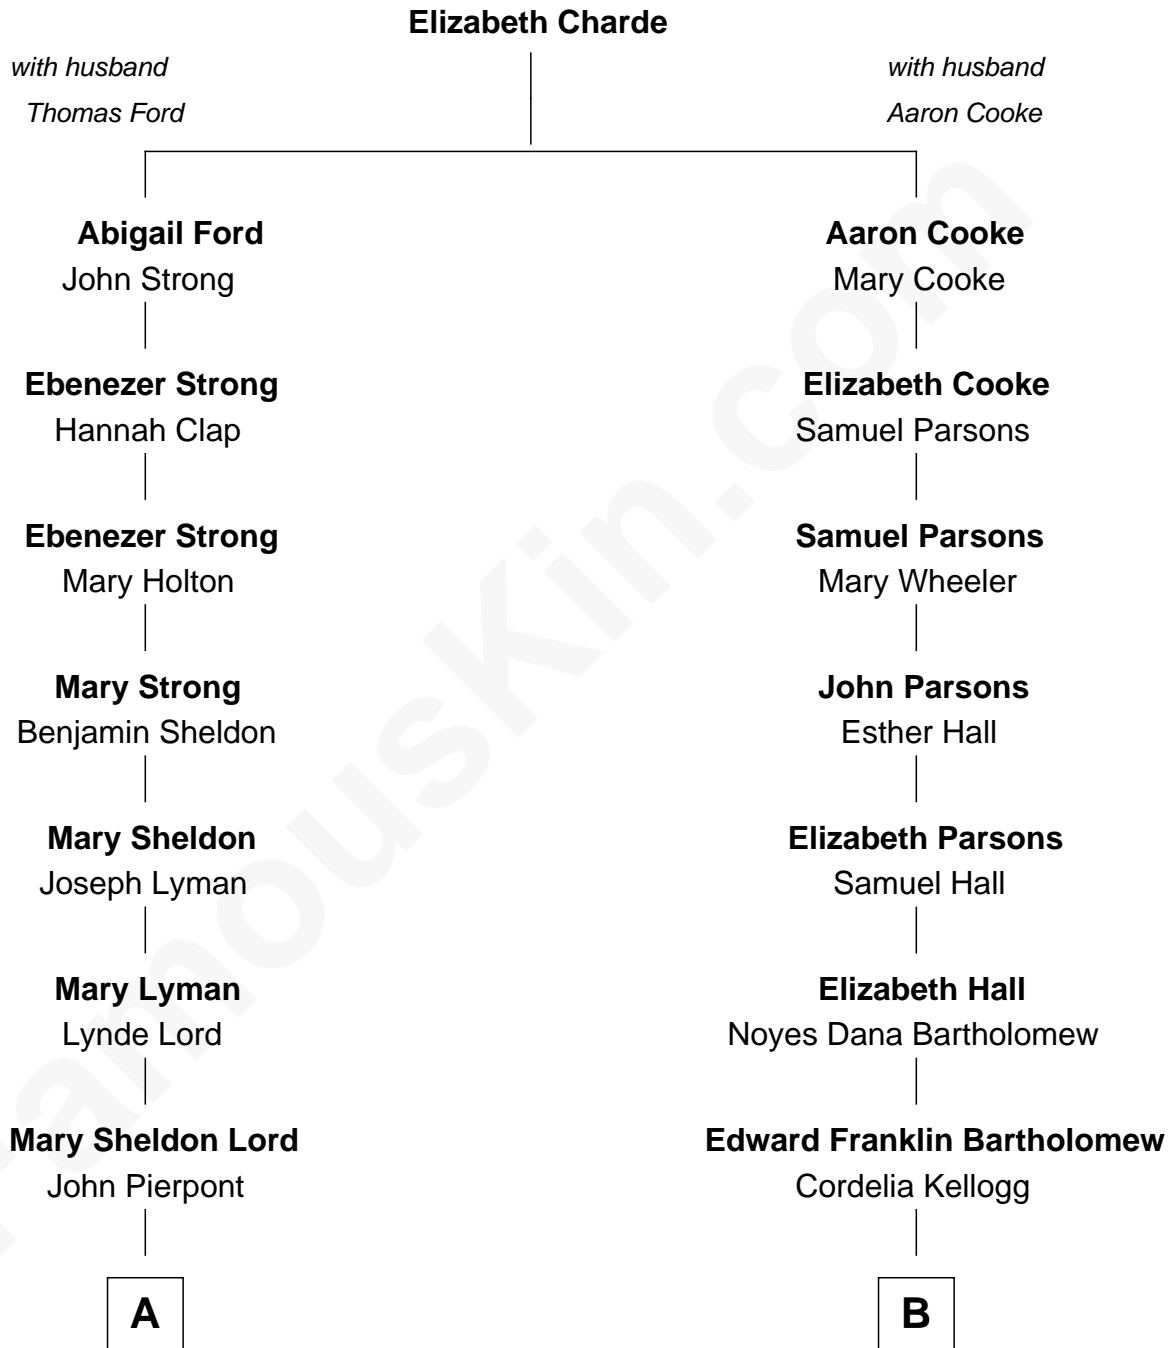 Elizabeth Charde
with husband
Thomas Ford
with husband
Aaron Cooke
Abigail Ford
John Strong
Aaron Cooke
Mary Cooke
Ebenezer Strong
Hannah Clap
Elizabeth Cooke
Samuel Parsons
Ebenezer Strong
Mary Holton
Samuel Parsons
Mary Wheeler
Mary Strong
Benjamin Sheldon
John Parsons
Esther Hall
Mary Sheldon
Joseph Lyman
Elizabeth Parsons
Samuel Hall
Mary Lyman
Lynde Lord
Elizabeth Hall
Noyes Dana Bartholomew
Mary Sheldon Lord
John Pierpont
Edward Franklin Bartholomew
Cordelia Kellogg
A
B
FamousKin.com